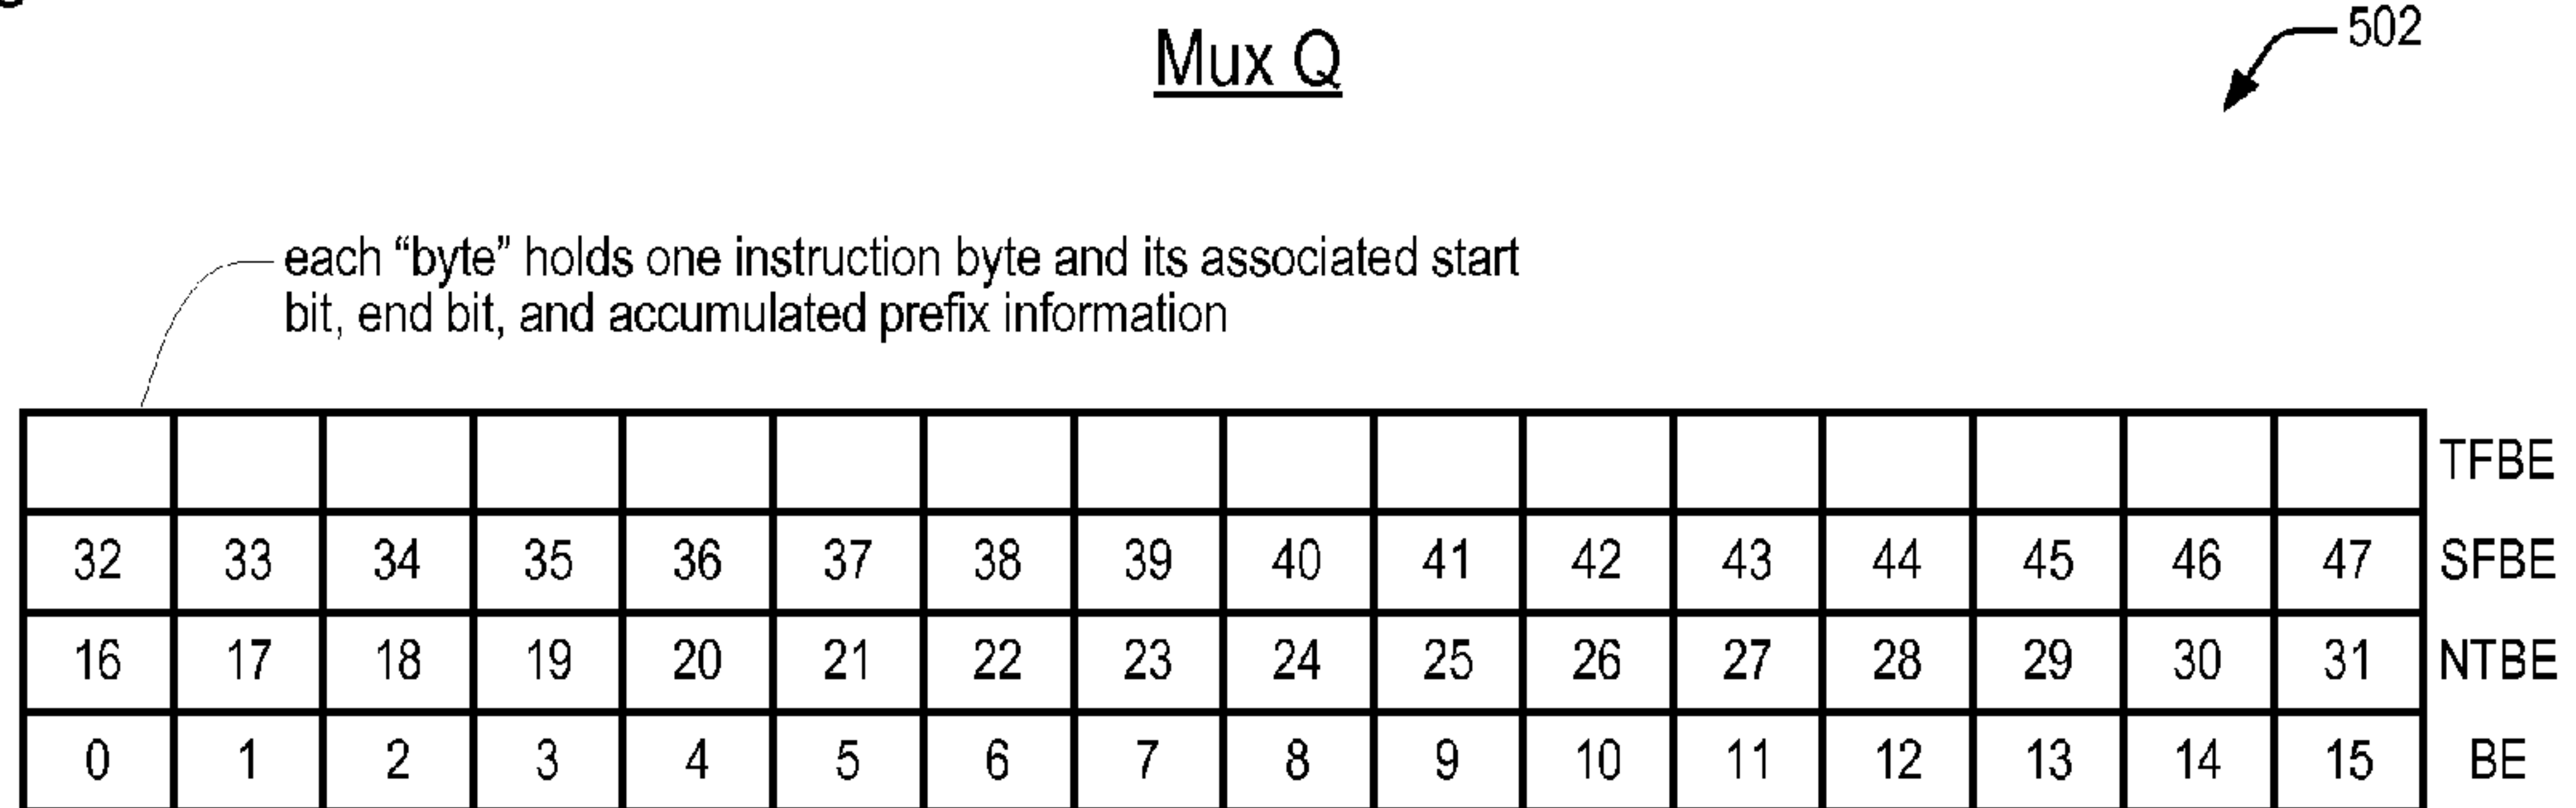 Mux Q
502
each “byte” holds one instruction byte and its associated start
bit, end bit, and accumulated prefix information
TFBE
32 33 34 35 36 37 38 39 40 41 42 43 44 45 46 47 SFBE
16 17 18 19 20 21 22 23 24 25 26 27 28 29 30 31 NTBE
0 1 2 3 4 5 6 7 8 9 10 11 12 13 14 15 BE